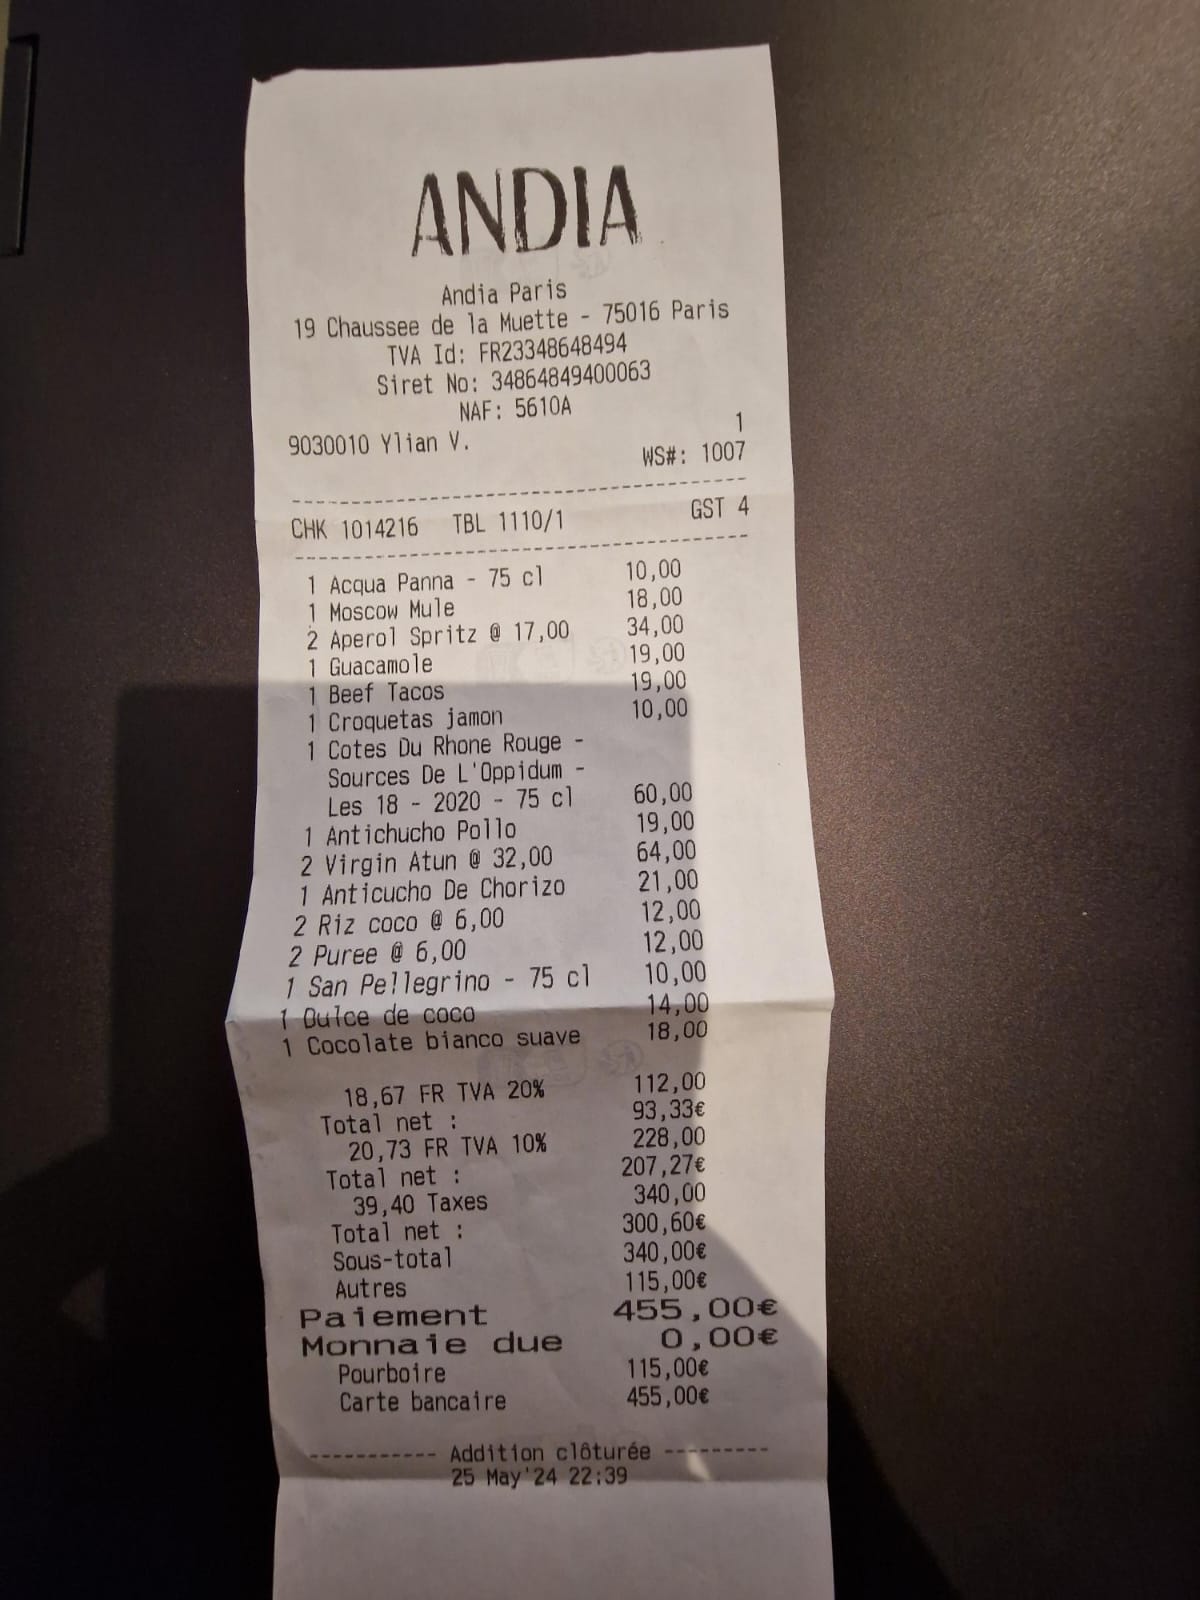 ANDIA
Andia Paris
19 Chaussee de la Muette - 75016 Paris
TVA Id: FR23348648494
Siret No: 34864849400063
NAF: 5610A
1
9030010 Ylian V.
WS#: 1007
CHK 1014216 TBL 1110/1 GST 4
1 Acqua Panna - 75 cl 10,00
1 Moscow Mule 18,00
2 Aperol Spritz @ 17,00 34,00
1 Guacamole 19,00
1 Beef Tacos 19,00
1 Croquetas jamon 10,00
1 Cotes Du Rhone Rouge -
Sources De L'Oppidum -
Les 18 - 2020 - 75 cl 60,00
1 Antichucho Pollo 19,00
2 Virgin Atun @ 32,00 64,00
1 Anticucho De Chorizo 21,00
2 Riz coco @ 6,00 12,00
2 Puree @ 6,00 12,00
1 San Pellegrino - 75 cl 10,00
1 Dulce de coco 14,00
1 Cocolate bianco suave 18,00
18,67 FR TVA 20% 112,00
Total net : 93,33€
20,73 FR TVA 10% 228,00
Total net : 207,27€
39,40 Taxes 340,00
Total net : 300,60€
Sous-total 340,00€
Autres 115,00€
Paiement 455,00€
Monnaie due 0,00€
Pourboire 115,00€
Carte bancaire 455,00€
----------- Addition clôturée ---------
25 May'24 22:39